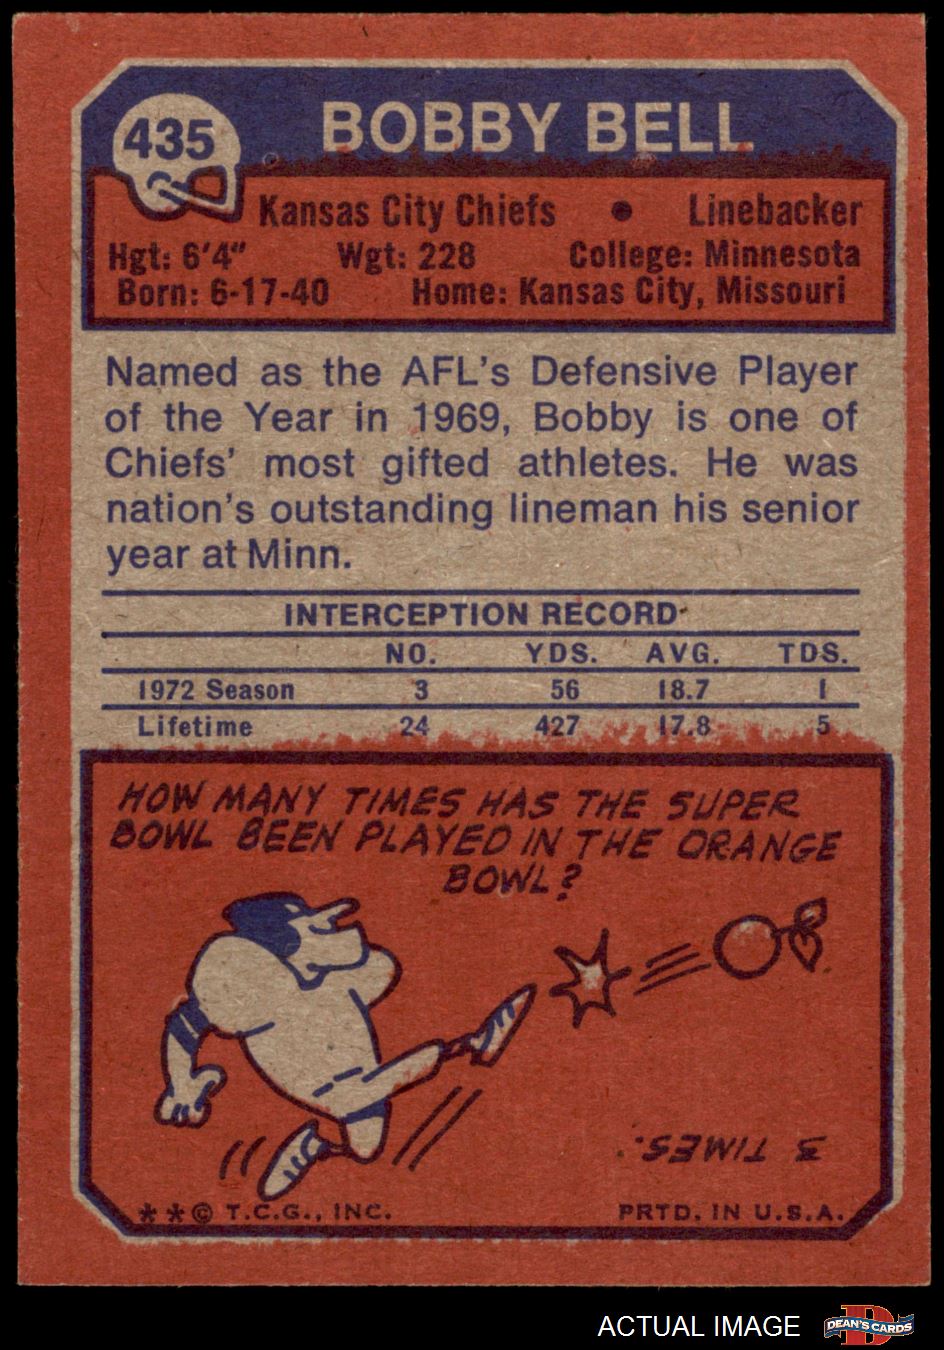 435
BOBBY BELL
Kansas City Chiefs • Linebacker
Hgt: 6'4" Wgt: 228 College: Minnesota
Born: 6-17-40 Home: Kansas City, Missouri
Named as the AFL's Defensive Player
of the Year in 1969, Bobby is one of
Chiefs' most gifted athletes. He was
nation's outstanding lineman his senior
year at Minn.
INTERCEPTION RECORD
NO. YDS. AVG. TDS.
1972 Season 3 56 18.7 1
Lifetime 24 427 17.8 5
HOW MANY TIMES HAS THE SUPER
BOWL BEEN PLAYED IN THE ORANGE
BOWL?
3 TIMES.
**© T.C.G., INC. PRTD. IN U.S.A.
ACTUAL IMAGE
D
DEAN'S CARDS